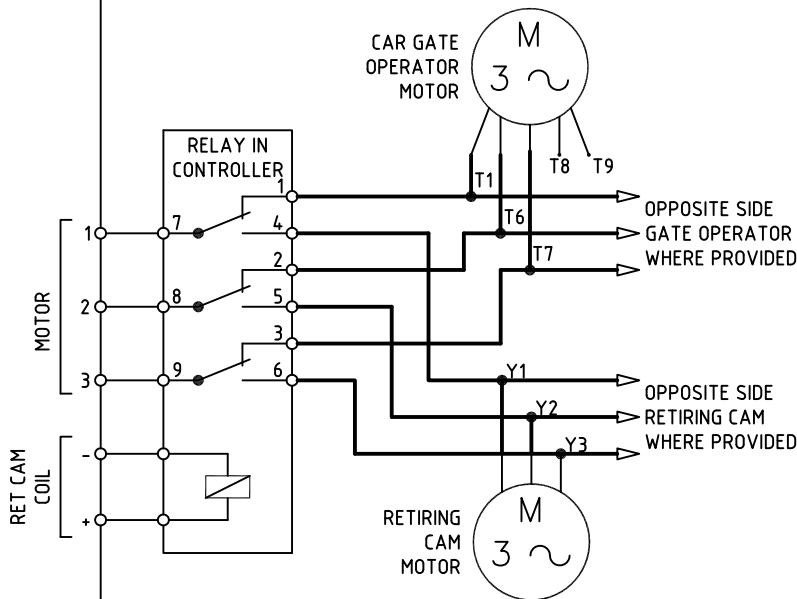 M
3
CAR GATE
OPERATOR
MOTOR
T1
T6
T7
T8
T9
RELAY IN
CONTROLLER
1
4
2
5
3
6
7
8
9
MOTOR
1
2
3
RET CAM
COIL
-
+
OPPOSITE SIDE
GATE OPERATOR
WHERE PROVIDED
Y1
Y2
Y3
OPPOSITE SIDE
RETIRING CAM
WHERE PROVIDED
RETIRING
CAM
MOTOR
M
3